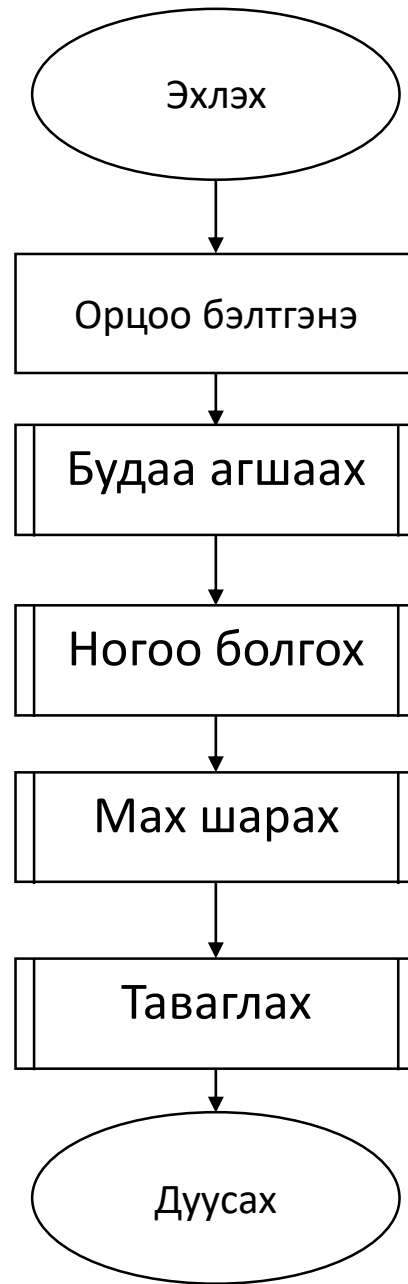 Эхлэх
Орцоо бэлтгэнэ
Будаа агшаах
Ногоо болгох
Мах шарах
Таваглах
Дуусах